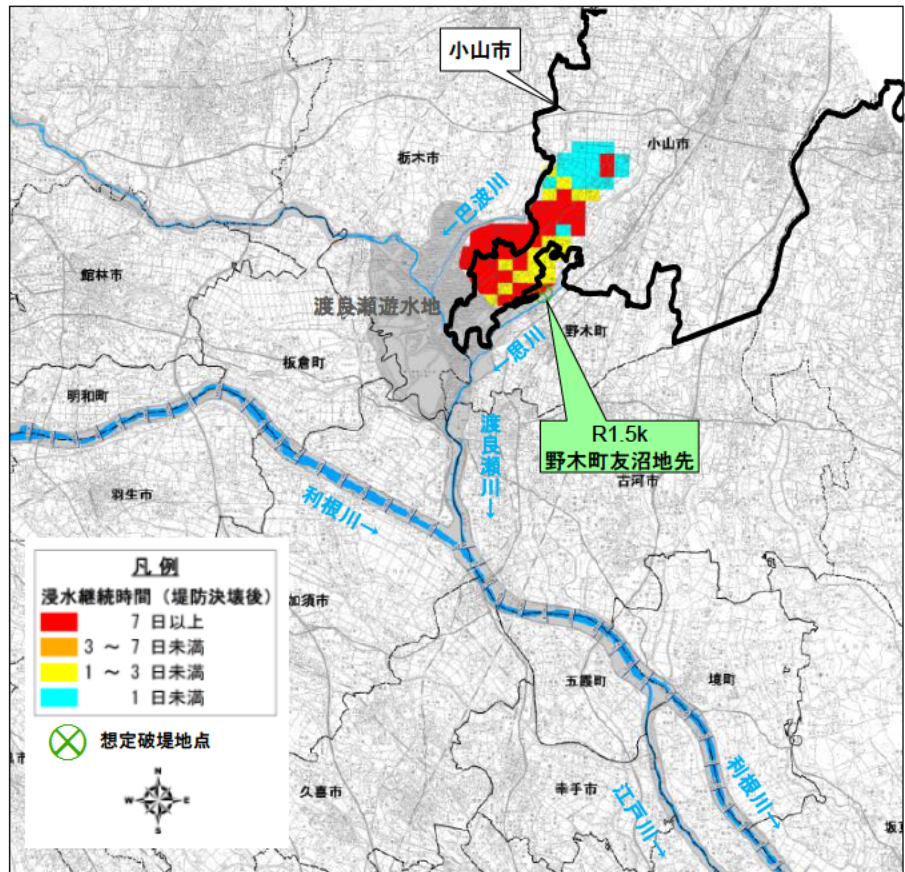 小山市
小山市
栃木市
←巴波川
館林市
渡良瀬遊水地
野木町
←思川
板倉町
明和町
R1.5k
野木町友沼地先
渡良瀬川→
古河市
羽生市
利根川→
凡例
浸水継続時間（堤防決壊後）
7 日以上
3 ～ 7 日未満
1 ～ 3 日未満
1 日未満
加須市
五霞町
境町
想定破堤地点
N
W E
S
久喜市
幸手市
江戸川→
利根川→